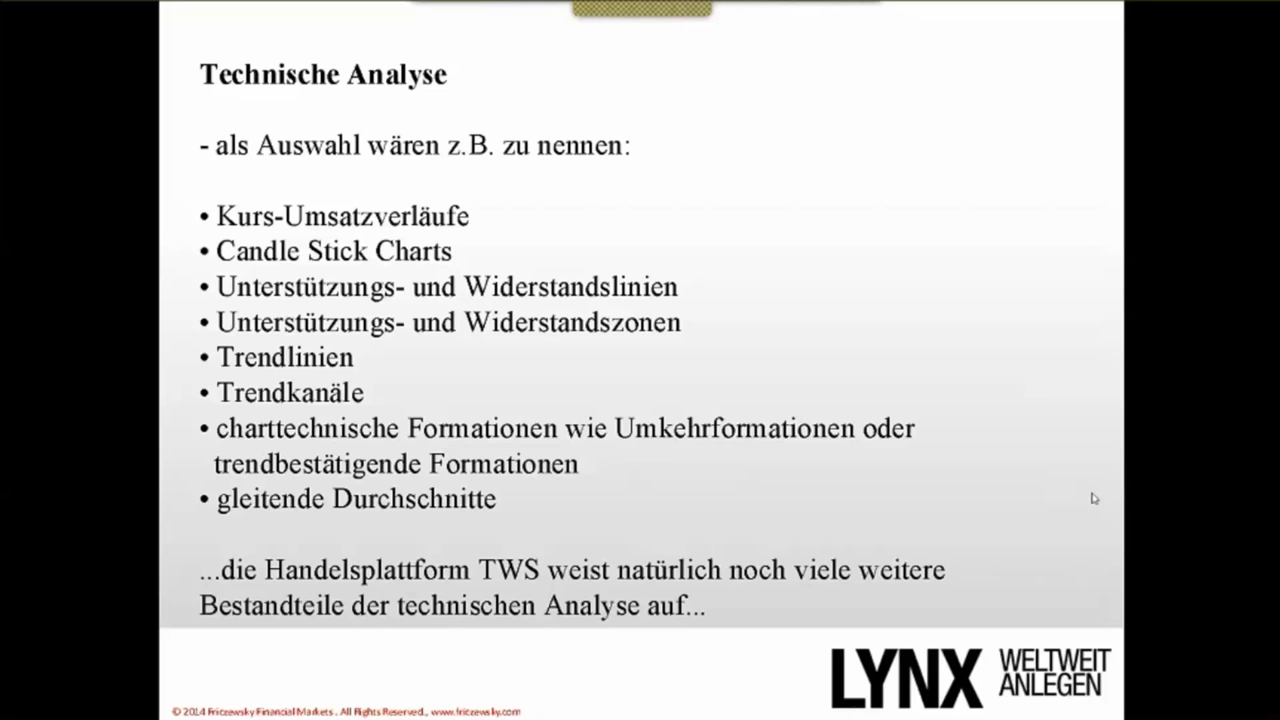 Technische Analyse
- als Auswahl wären z.B. zu nennen:
• Kurs-Umsatzverläufe
• Candle Stick Charts
• Unterstützungs- und Widerstandslinien
• Unterstützungs- und Widerstandszonen
• Trendlinien
• Trendkanäle
• charttechnische Formationen wie Umkehrformationen oder
trendbestätigende Formationen
• gleitende Durchschnitte
...die Handelsplattform TWS weist natürlich noch viele weitere
Bestandteile der technischen Analyse auf...
LYNX WELTWEIT
ANLEGEN
© 2014 Friczewsky Financial Markets . All Rights Reserved., www.friczewsky.com